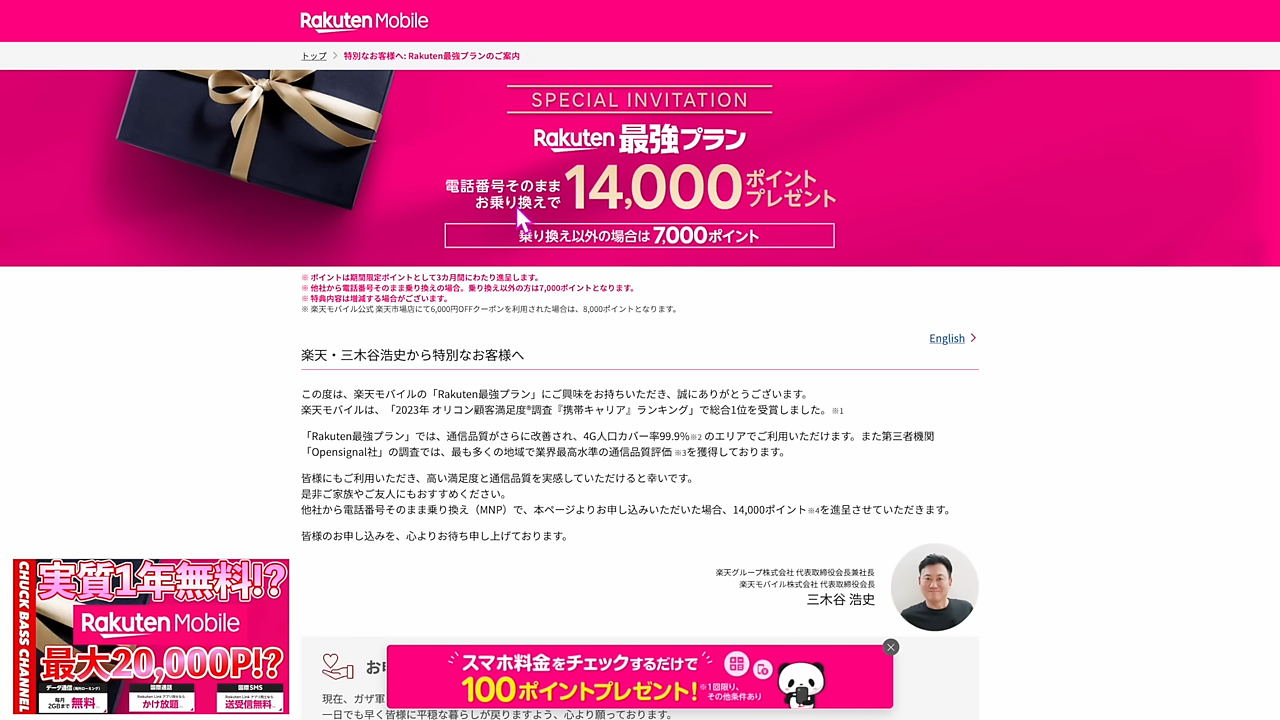 Rakuten Mobile
トップ > 特別なお客様へ: Rakuten最強プランのご案内
SPECIAL INVITATION
Rakuten 最強プラン
電話番号そのまま
お乗り換えで
14,000
ポイント
プレゼント
乗り換え以外の場合は7,000ポイント
※ ポイントは期間限定ポイントとして3カ月間にわたり進呈します。
※ 他社から電話番号そのまま乗り換えの場合。乗り換え以外の方は7,000ポイントとなります。
※ 特典内容は増減する場合がございます。
※ 楽天モバイル公式 楽天市場店にて6,000円OFFクーポンを利用された場合は、8,000ポイントとなります。
English
楽天・三木谷浩史から特別なお客様へ
この度は、楽天モバイルの「Rakuten最強プラン」にご興味をお持ちいただき、誠にありがとうございます。
楽天モバイルは、「2023年 オリコン顧客満足度®調査『携帯キャリア』ランキング」で総合1位を受賞しました。※1
「Rakuten最強プラン」では、通信品質がさらに改善され、4G人口カバー率99.9%※2 のエリアでご利用いただけます。また第三者機関
「Opensignal社」の調査では、最も多くの地域で業界最高水準の通信品質評価 ※3を獲得しております。
皆様にもご利用いただき、高い満足度と通信品質を実感していただけると幸いです。
是非ご家族やご友人にもおすすめください。
他社から電話番号そのまま乗り換え（MNP）で、本ページよりお申し込みいただいた場合、14,000ポイント※4を進呈させていただきます。
皆様のお申し込みを、心よりお待ち申し上げております。
楽天グループ株式会社 代表取締役会長兼社長
楽天モバイル株式会社 代表取締役会長
三木谷 浩史
CHUCK BASS CHANNEL
実質1年無料!?
Rakuten Mobile
最大20,000P!?
データ通信(海外ローミング)
毎月
2GBまで 無料
国際通話
Rakuten Link アプリ同士なら
かけ放題
国際SMS
Rakuten Link アプリ同士なら
送受信無料
お申
スマホ料金をチェックするだけで
100ポイントプレゼント!
※1回限り、
その他条件あり
現在、ガザ軍
一日でも早く皆様に平穏な暮らしが戻りますよう、心より願っております。